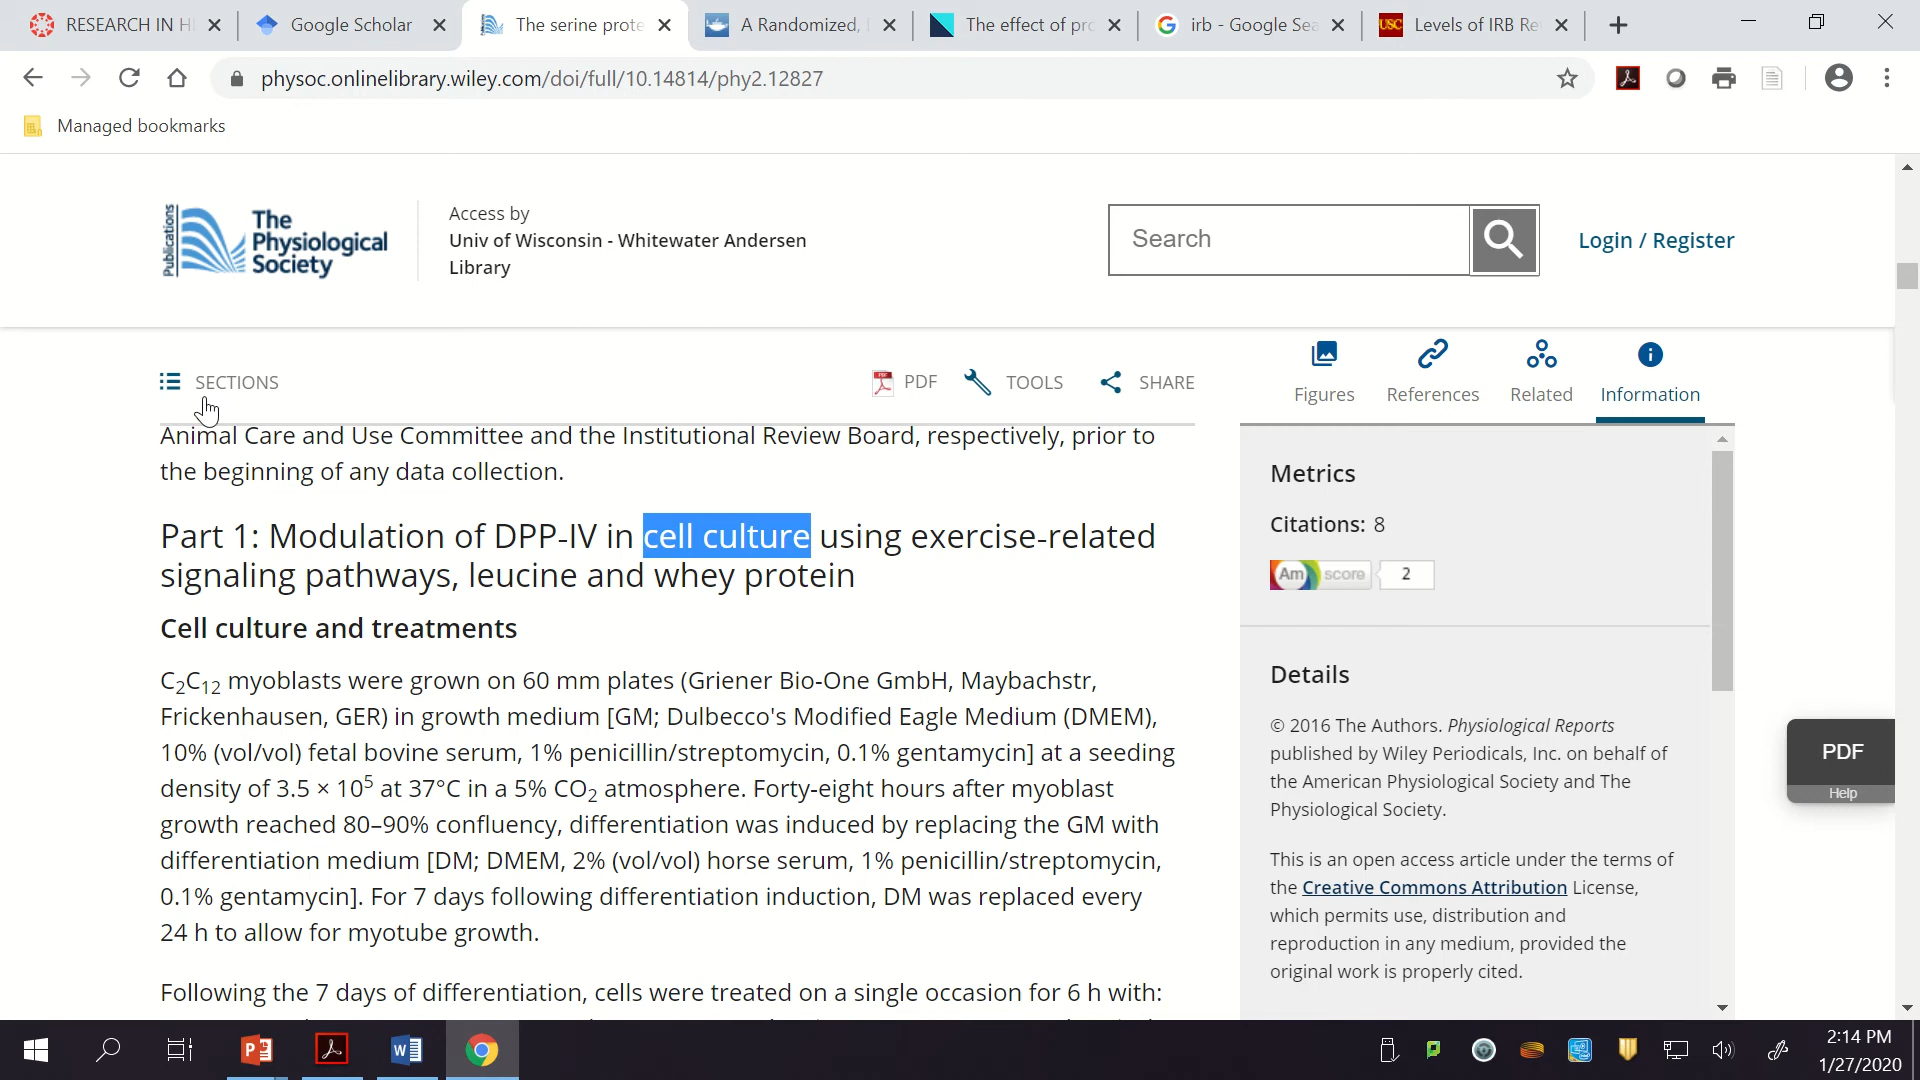 RESEARCH IN H
Google Scholar
The serine prote
A Randomized,
The effect of pro
irb - Google Sea
USC
Levels of IRB Re
physoc.onlinelibrary.wiley.com/doi/full/10.14814/phy2.12827
Managed bookmarks
Publications
The
Physiological
Society
Access by
Univ of Wisconsin - Whitewater Andersen
Library
Search
Login / Register
SECTIONS
PDF
TOOLS
SHARE
Figures
References
Related
Information
Animal Care and Use Committee and the Institutional Review Board, respectively, prior to
the beginning of any data collection.
Part 1: Modulation of DPP-IV in cell culture using exercise-related
signaling pathways, leucine and whey protein
Cell culture and treatments
C2C12 myoblasts were grown on 60 mm plates (Griener Bio-One GmbH, Maybachstr,
Frickenhausen, GER) in growth medium [GM; Dulbecco's Modified Eagle Medium (DMEM),
10% (vol/vol) fetal bovine serum, 1% penicillin/streptomycin, 0.1% gentamycin] at a seeding
density of 3.5 × 10⁵ at 37°C in a 5% CO₂ atmosphere. Forty-eight hours after myoblast
growth reached 80–90% confluency, differentiation was induced by replacing the GM with
differentiation medium [DM; DMEM, 2% (vol/vol) horse serum, 1% penicillin/streptomycin,
0.1% gentamycin]. For 7 days following differentiation induction, DM was replaced every
24 h to allow for myotube growth.
Following the 7 days of differentiation, cells were treated on a single occasion for 6 h with:
Metrics
Citations: 8
Am score 2
Details
© 2016 The Authors. Physiological Reports
published by Wiley Periodicals, Inc. on behalf of
the American Physiological Society and The
Physiological Society.
This is an open access article under the terms of
the Creative Commons Attribution License,
which permits use, distribution and
reproduction in any medium, provided the
original work is properly cited.
PDF
Help
2:14 PM
1/27/2020